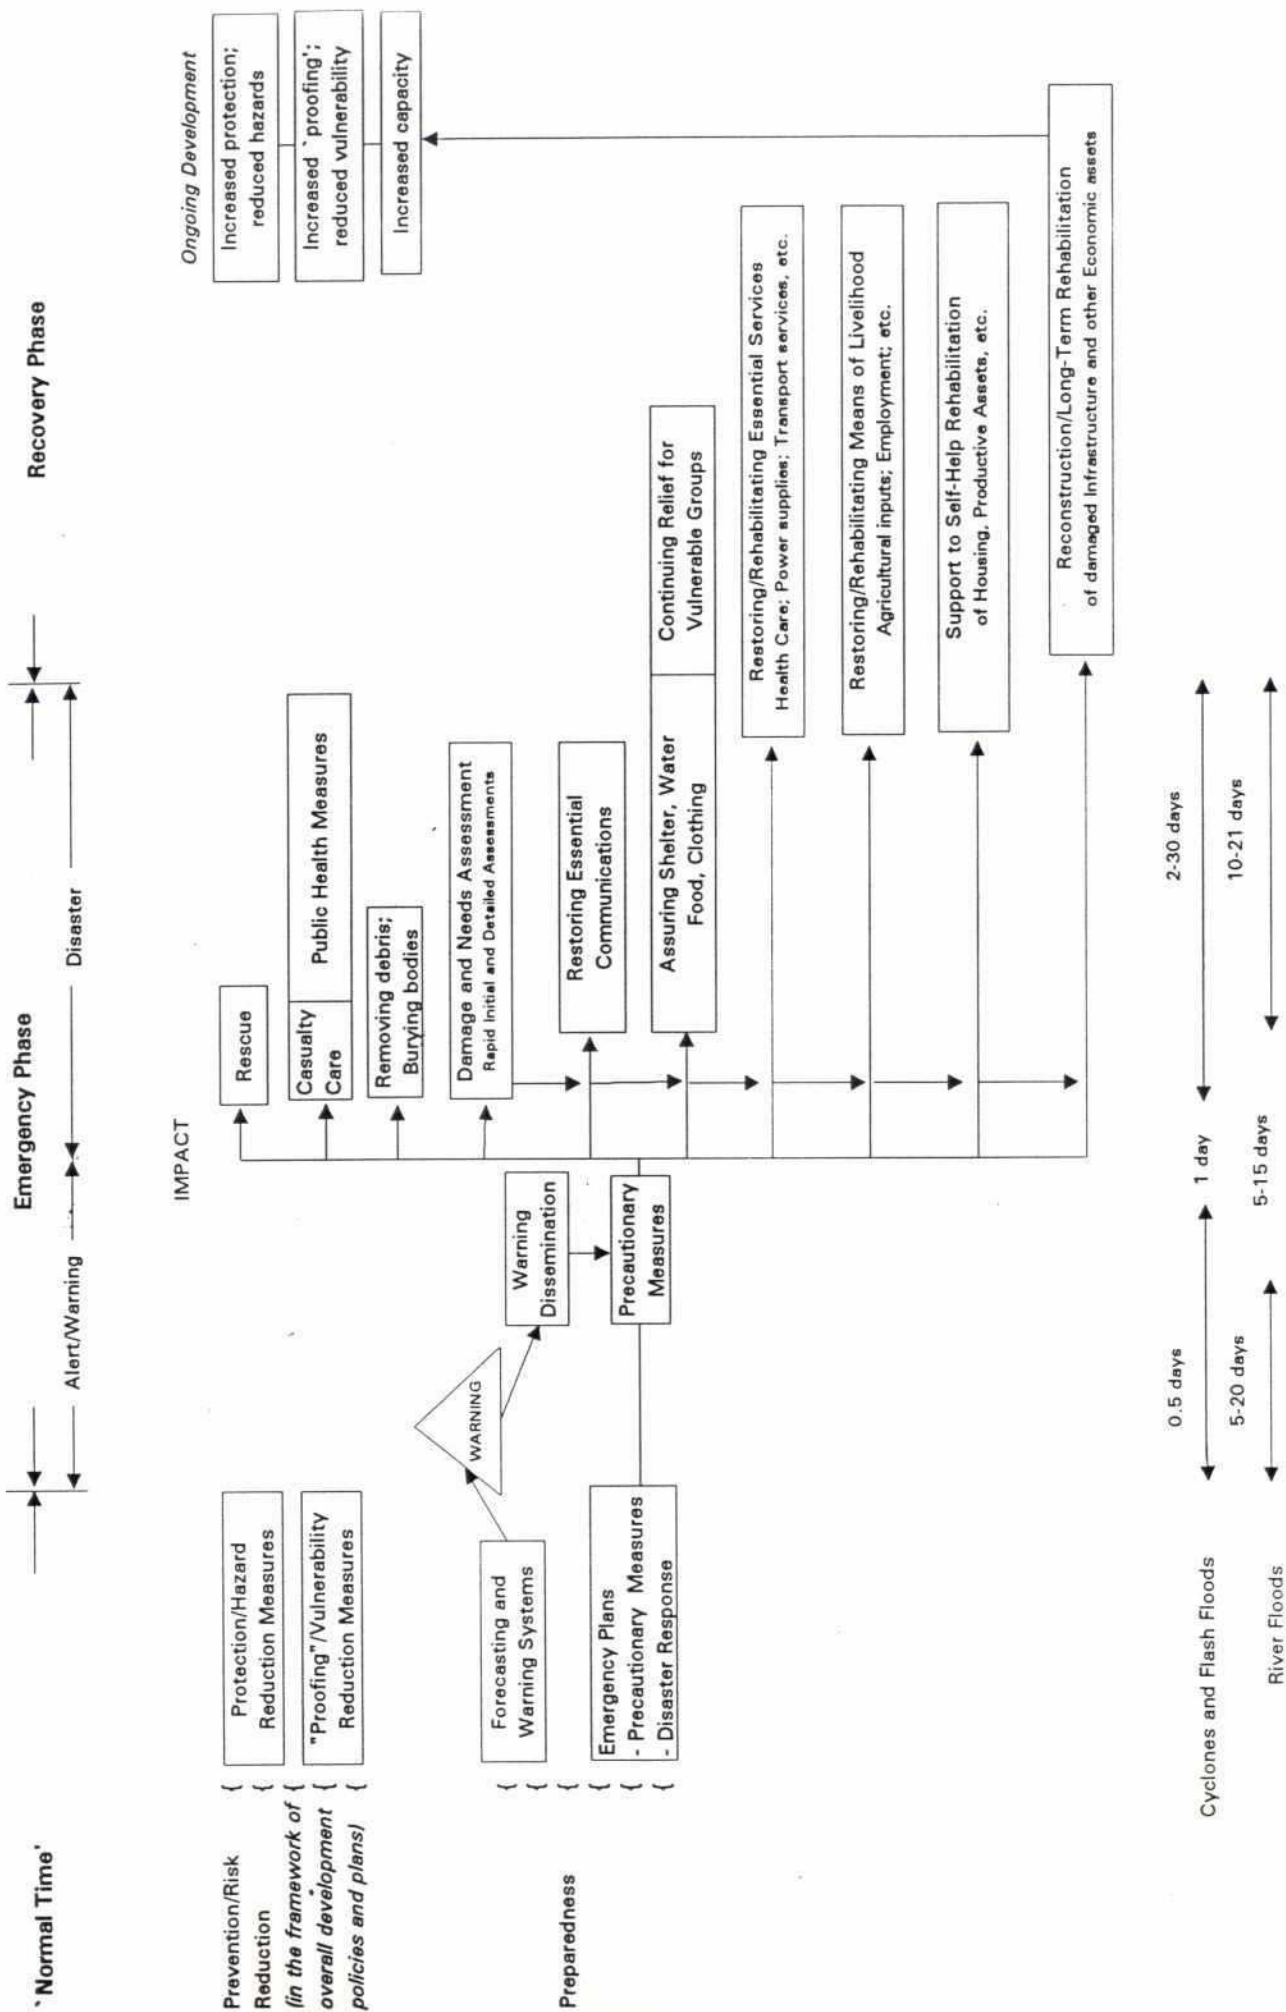 'Normal Time'
Emergency Phase
Recovery Phase
Alert/Warning
Disaster
Prevention/Risk
Reduction
(in the framework of
overall development
policies and plans)
{
{
{
{
{
Protection/Hazard
Reduction Measures
"Proofing"/Vulnerability
Reduction Measures
Preparedness
{
{
{
{
{
{
Forecasting and
Warning Systems
Emergency Plans
- Precautionary Measures
- Disaster Response
WARNING
Warning
Dissemination
Precautionary
Measures
IMPACT
Rescue
Casualty
Care
Public Health Measures
Removing debris;
Burying bodies
Damage and Needs Assessment
Rapid Initial and Detailed Assessments
Restoring Essential
Communications
Assuring Shelter, Water
Food, Clothing
Continuing Relief for
Vulnerable Groups
Restoring/Rehabilitating Essential Services
Health Care; Power supplies; Transport services, etc.
Restoring/Rehabilitating Means of Livelihood
Agricultural inputs; Employment; etc.
Support to Self-Help Rehabilitation
of Housing, Productive Assets, etc.
Reconstruction/Long-Term Rehabilitation
of damaged Infrastructure and other Economic assets
Ongoing Development
Increased protection;
reduced hazards
Increased `proofing';
reduced vulnerability
Increased capacity
Cyclones and Flash Floods
0.5 days
1 day
2-30 days
River Floods
5-20 days
5-15 days
10-21 days